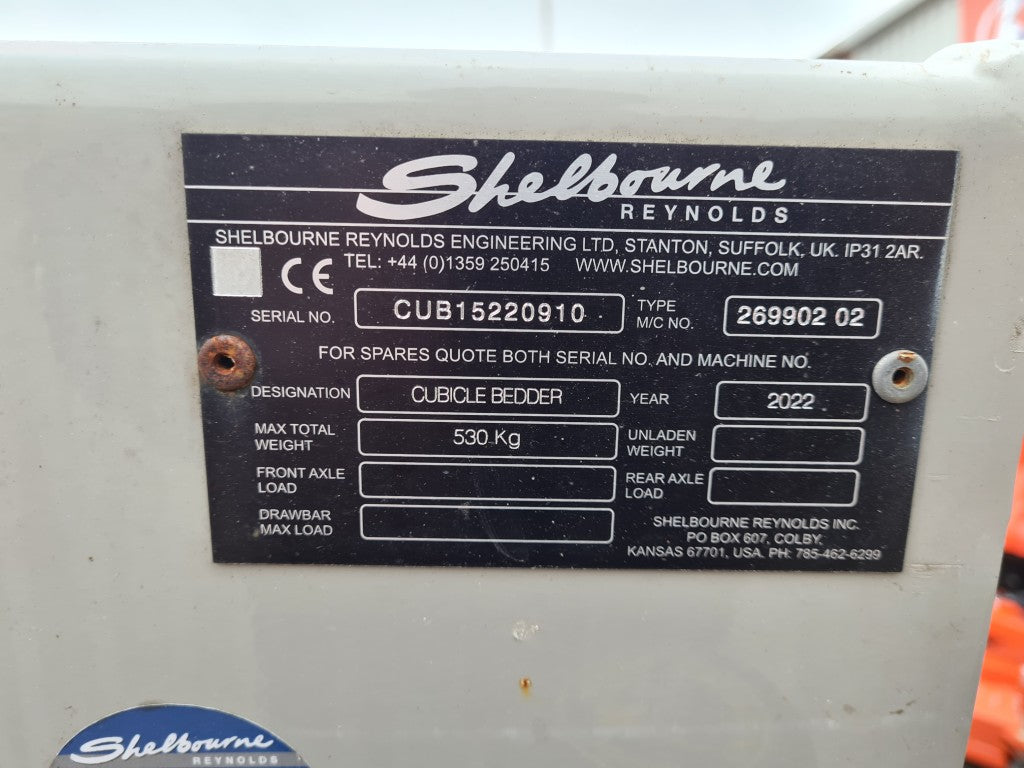 Shelbourne
REYNOLDS
SHELBOURNE REYNOLDS ENGINEERING LTD, STANTON, SUFFOLK, UK. IP31 2AR.
TEL: +44 (0)1359 250415 WWW.SHELBOURNE.COM
CE
SERIAL NO. CUB15220910 TYPE M/C NO. 269902 02
FOR SPARES QUOTE BOTH SERIAL NO. AND MACHINE NO.
DESIGNATION CUBICLE BEDDER YEAR 2022
MAX TOTAL WEIGHT 530 Kg UNLADEN WEIGHT
FRONT AXLE LOAD REAR AXLE LOAD
DRAWBAR MAX LOAD
SHELBOURNE REYNOLDS INC.
PO BOX 607, COLBY,
KANSAS 67701, USA. PH: 785-462-6299
Shelbourne
REYNOLDS